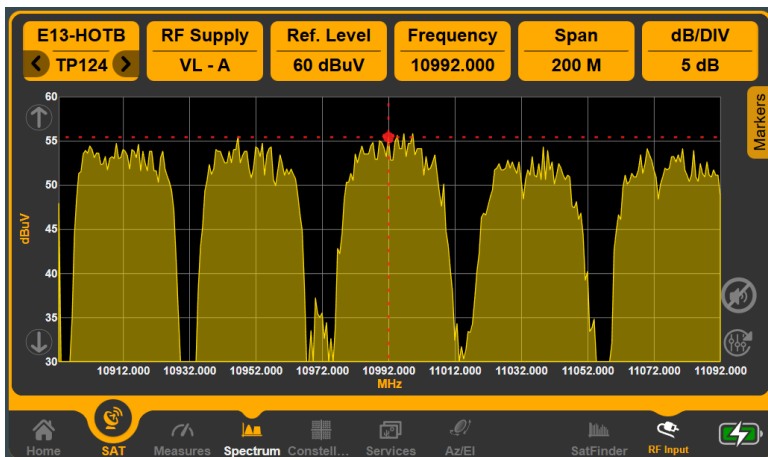 E13-HOTB
TP124
RF Supply
VL - A
Ref. Level
60 dBuV
Frequency
10992.000
Span
200 M
dB/DIV
5 dB
Markers
60
55
50
45
40
35
30
dBuV
10912.000 10932.000 10952.000 10972.000 10992.000 11012.000 11032.000 11052.000 11072.000 11092.000
MHz
Home
SAT
Measures
Spectrum
Constell...
Services
Az/El
SatFinder
RF Input